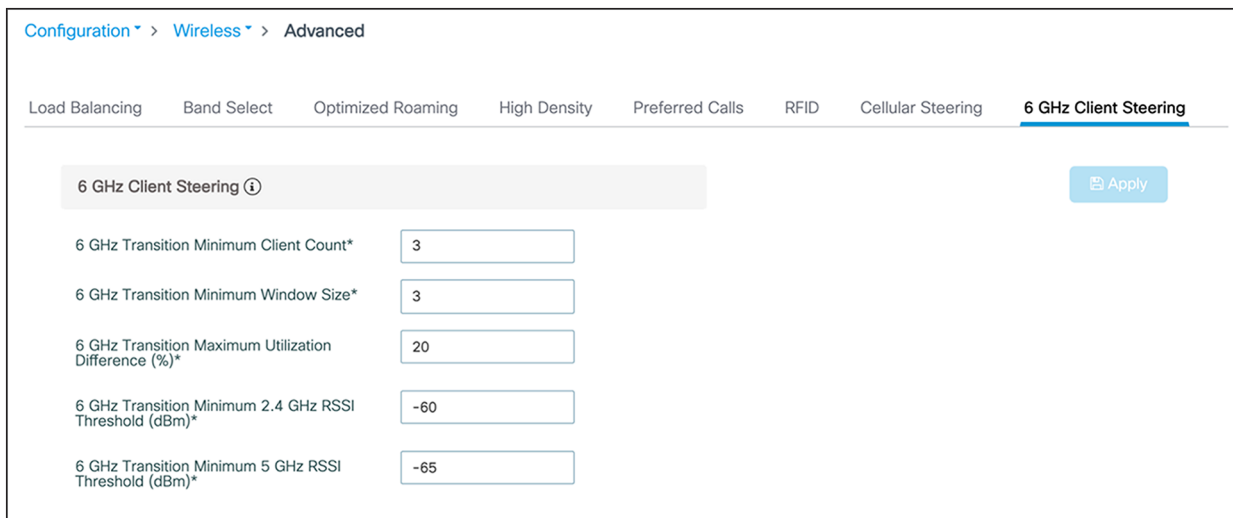 Configuration > Wireless > Advanced
Load Balancing Band Select Optimized Roaming High Density Preferred Calls RFID Cellular Steering 6 GHz Client Steering
6 GHz Client Steering
Apply
6 GHz Transition Minimum Client Count* 3
6 GHz Transition Minimum Window Size* 3
6 GHz Transition Maximum Utilization
Difference (%)* 20
6 GHz Transition Minimum 2.4 GHz RSSI
Threshold (dBm)* -60
6 GHz Transition Minimum 5 GHz RSSI
Threshold (dBm)* -65